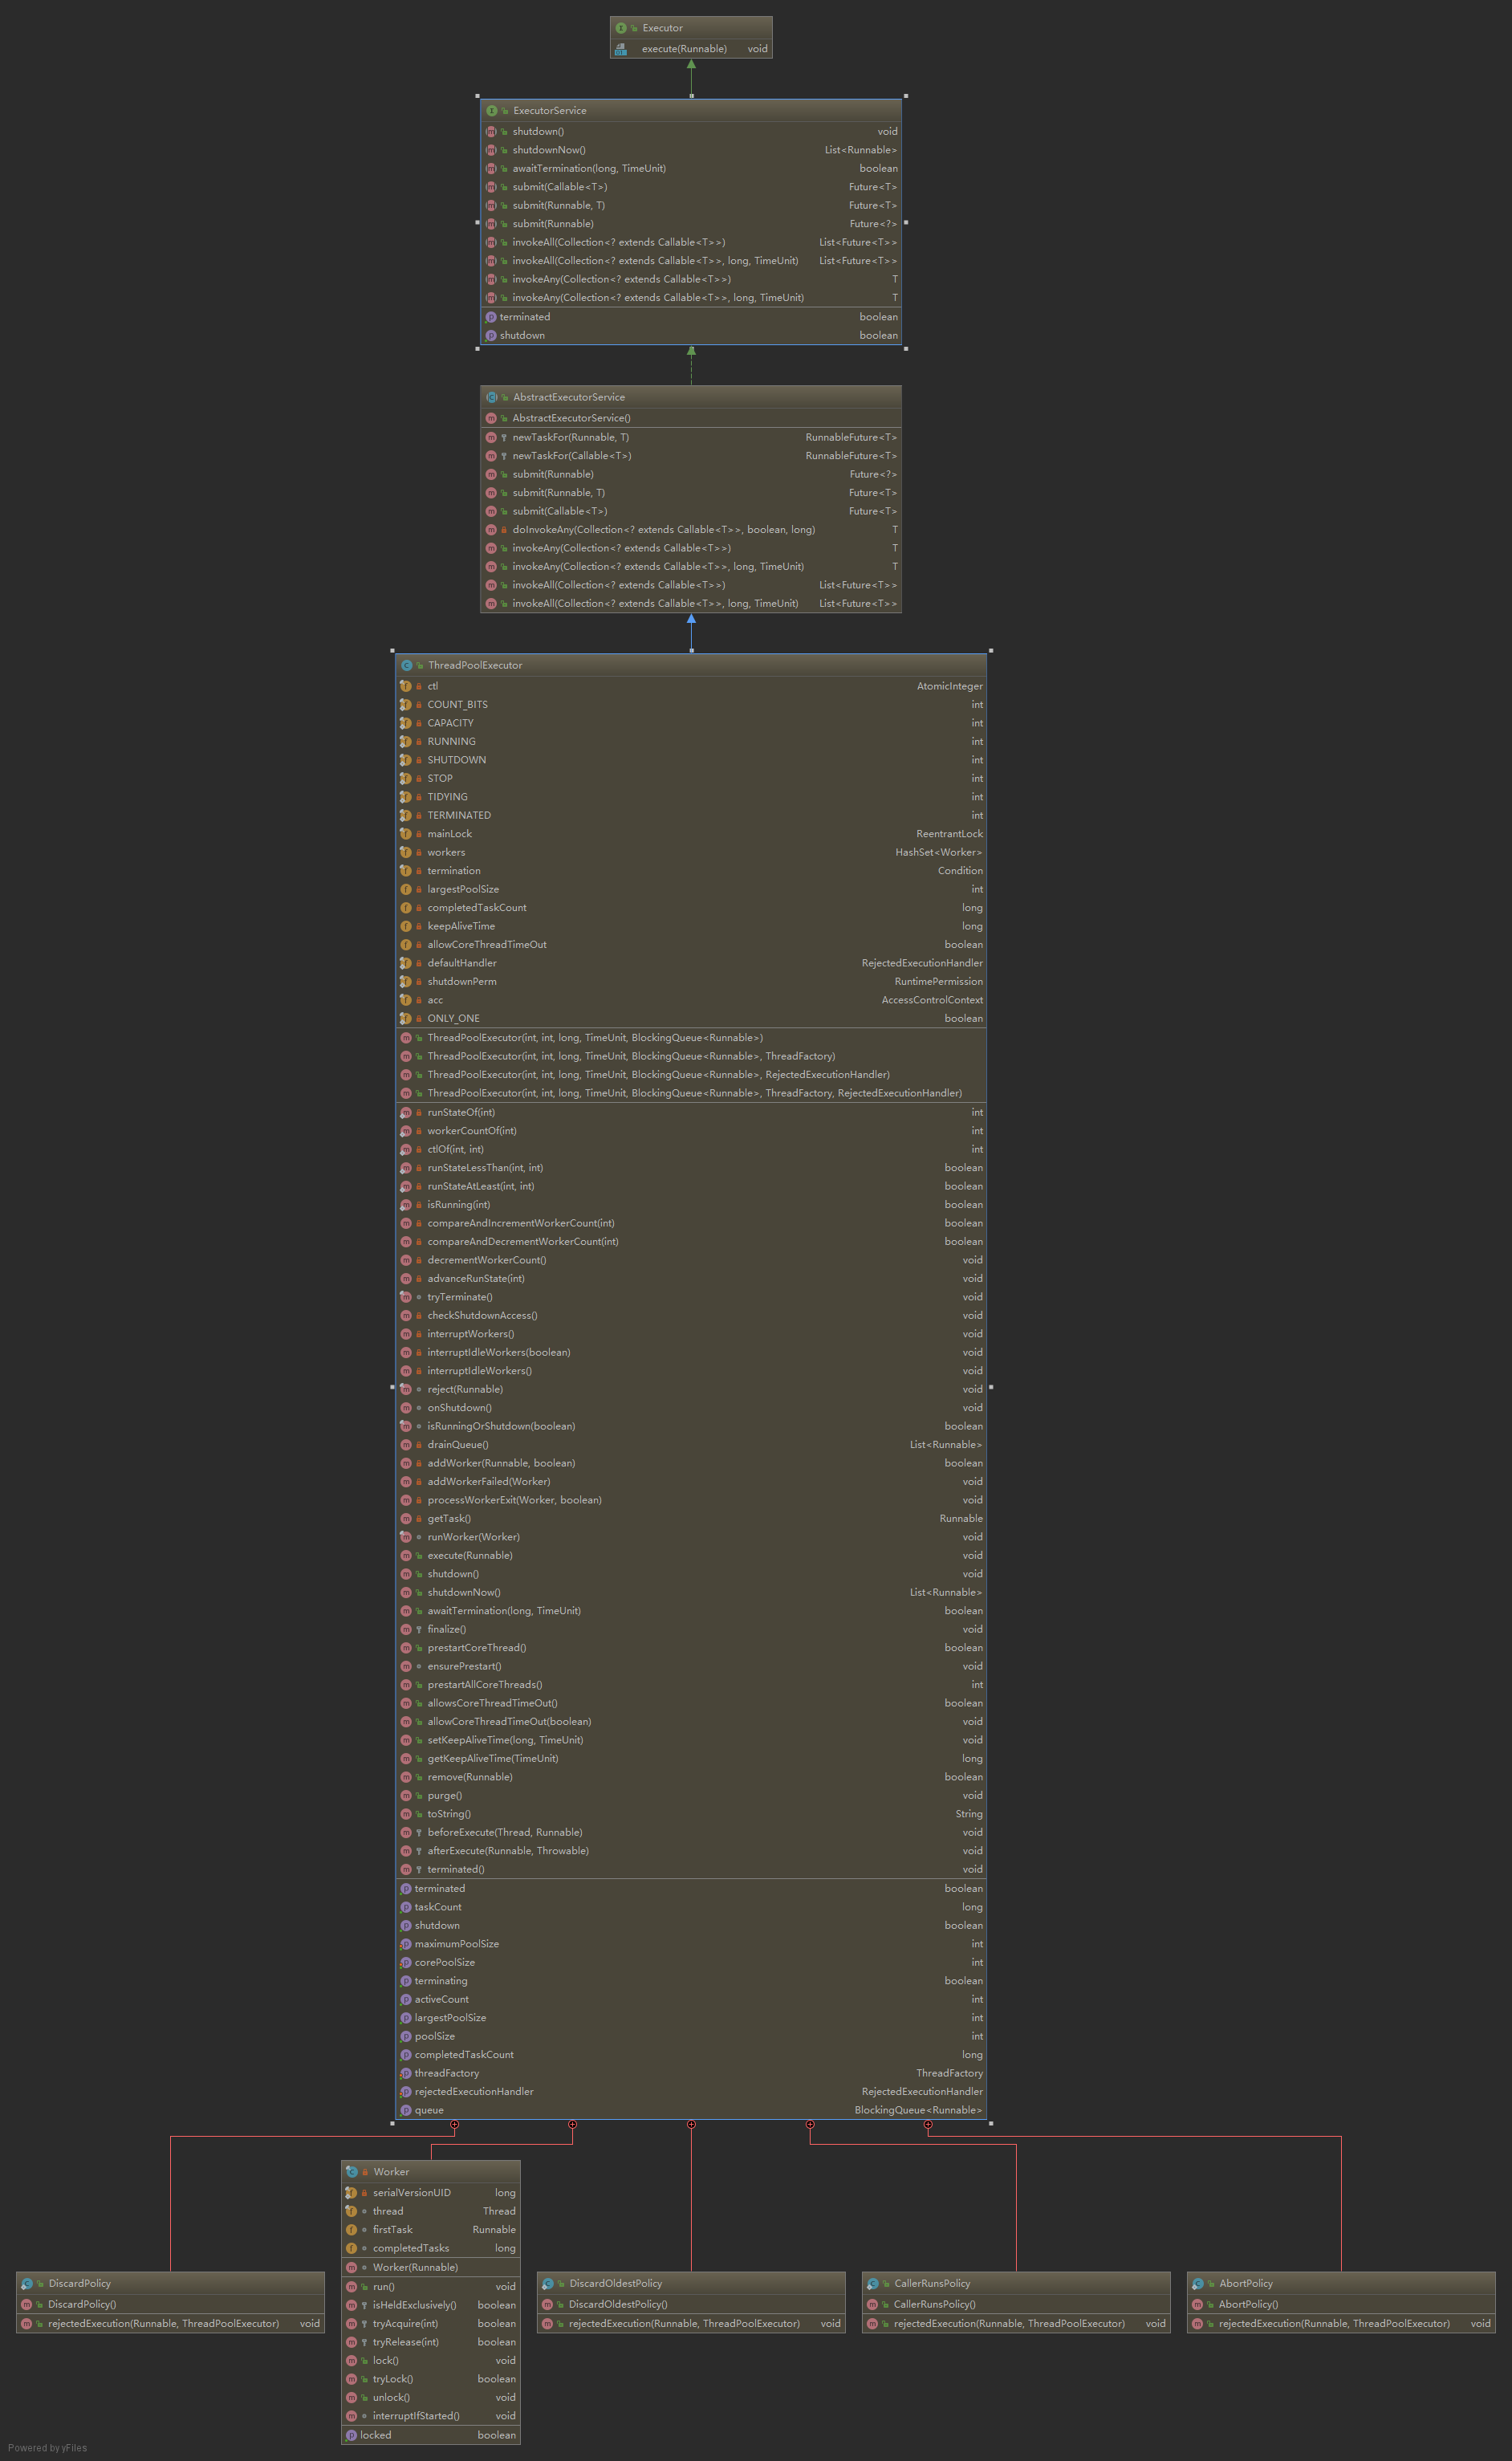 Executor
execute(Runnable) void
ExecutorService
shutdown() void
shutdownNow() List<Runnable>
awaitTermination(long, TimeUnit) boolean
submit(Callable<T>) Future<T>
submit(Runnable, T) Future<T>
submit(Runnable) Future<?>
invokeAll(Collection<? extends Callable<T>>) List<Future<T>>
invokeAll(Collection<? extends Callable<T>>, long, TimeUnit) List<Future<T>>
invokeAny(Collection<? extends Callable<T>>) T
invokeAny(Collection<? extends Callable<T>>, long, TimeUnit) T
terminated boolean
shutdown boolean
AbstractExecutorService
AbstractExecutorService()
newTaskFor(Runnable, T) RunnableFuture<T>
newTaskFor(Callable<T>) RunnableFuture<T>
submit(Runnable) Future<?>
submit(Runnable, T) Future<T>
submit(Callable<T>) Future<T>
doInvokeAny(Collection<? extends Callable<T>>, boolean, long) T
invokeAny(Collection<? extends Callable<T>>) T
invokeAny(Collection<? extends Callable<T>>, long, TimeUnit) T
invokeAll(Collection<? extends Callable<T>>) List<Future<T>>
invokeAll(Collection<? extends Callable<T>>, long, TimeUnit) List<Future<T>>
ThreadPoolExecutor
ctl AtomicInteger
COUNT_BITS int
CAPACITY int
RUNNING int
SHUTDOWN int
STOP int
TIDYING int
TERMINATED int
mainLock ReentrantLock
workers HashSet<Worker>
termination Condition
largestPoolSize int
completedTaskCount long
keepAliveTime long
allowCoreThreadTimeOut boolean
defaultHandler RejectedExecutionHandler
shutdownPerm RuntimePermission
acc AccessControlContext
ONLY_ONE boolean
ThreadPoolExecutor(int, int, long, TimeUnit, BlockingQueue<Runnable>)
ThreadPoolExecutor(int, int, long, TimeUnit, BlockingQueue<Runnable>, ThreadFactory)
ThreadPoolExecutor(int, int, long, TimeUnit, BlockingQueue<Runnable>, RejectedExecutionHandler)
ThreadPoolExecutor(int, int, long, TimeUnit, BlockingQueue<Runnable>, ThreadFactory, RejectedExecutionHandler)
runStateOf(int) int
workerCountOf(int) int
ctlOf(int, int) int
runStateLessThan(int, int) boolean
runStateAtLeast(int, int) boolean
isRunning(int) boolean
compareAndIncrementWorkerCount(int) boolean
compareAndDecrementWorkerCount(int) boolean
decrementWorkerCount() void
advanceRunState(int) void
tryTerminate() void
checkShutdownAccess() void
interruptWorkers() void
interruptIdleWorkers(boolean) void
interruptIdleWorkers() void
reject(Runnable) void
onShutdown() void
isRunningOrShutdown(boolean) boolean
drainQueue() List<Runnable>
addWorker(Runnable, boolean) boolean
addWorkerFailed(Worker) void
processWorkerExit(Worker, boolean) void
getTask() Runnable
runWorker(Worker) void
execute(Runnable) void
shutdown() void
shutdownNow() List<Runnable>
awaitTermination(long, TimeUnit) boolean
finalize() void
prestartCoreThread() boolean
ensurePrestart() void
prestartAllCoreThreads() int
allowsCoreThreadTimeOut() boolean
allowCoreThreadTimeOut(boolean) void
setKeepAliveTime(long, TimeUnit) void
getKeepAliveTime(TimeUnit) long
remove(Runnable) boolean
purge() void
toString() String
beforeExecute(Thread, Runnable) void
afterExecute(Runnable, Throwable) void
terminated() void
terminated boolean
taskCount long
shutdown boolean
maximumPoolSize int
corePoolSize int
terminating boolean
activeCount int
largestPoolSize int
poolSize int
completedTaskCount long
threadFactory ThreadFactory
rejectedExecutionHandler RejectedExecutionHandler
queue BlockingQueue<Runnable>
Worker
serialVersionUID long
thread Thread
firstTask Runnable
completedTasks long
Worker(Runnable)
run() void
isHeldExclusively() boolean
tryAcquire(int) boolean
tryRelease(int) boolean
lock() void
tryLock() boolean
unlock() void
interruptIfStarted() void
locked boolean
DiscardPolicy
DiscardPolicy()
rejectedExecution(Runnable, ThreadPoolExecutor) void
DiscardOldestPolicy
DiscardOldestPolicy()
rejectedExecution(Runnable, ThreadPoolExecutor) void
CallerRunsPolicy
CallerRunsPolicy()
rejectedExecution(Runnable, ThreadPoolExecutor) void
AbortPolicy
AbortPolicy()
rejectedExecution(Runnable, ThreadPoolExecutor) void
Powered by yFiles